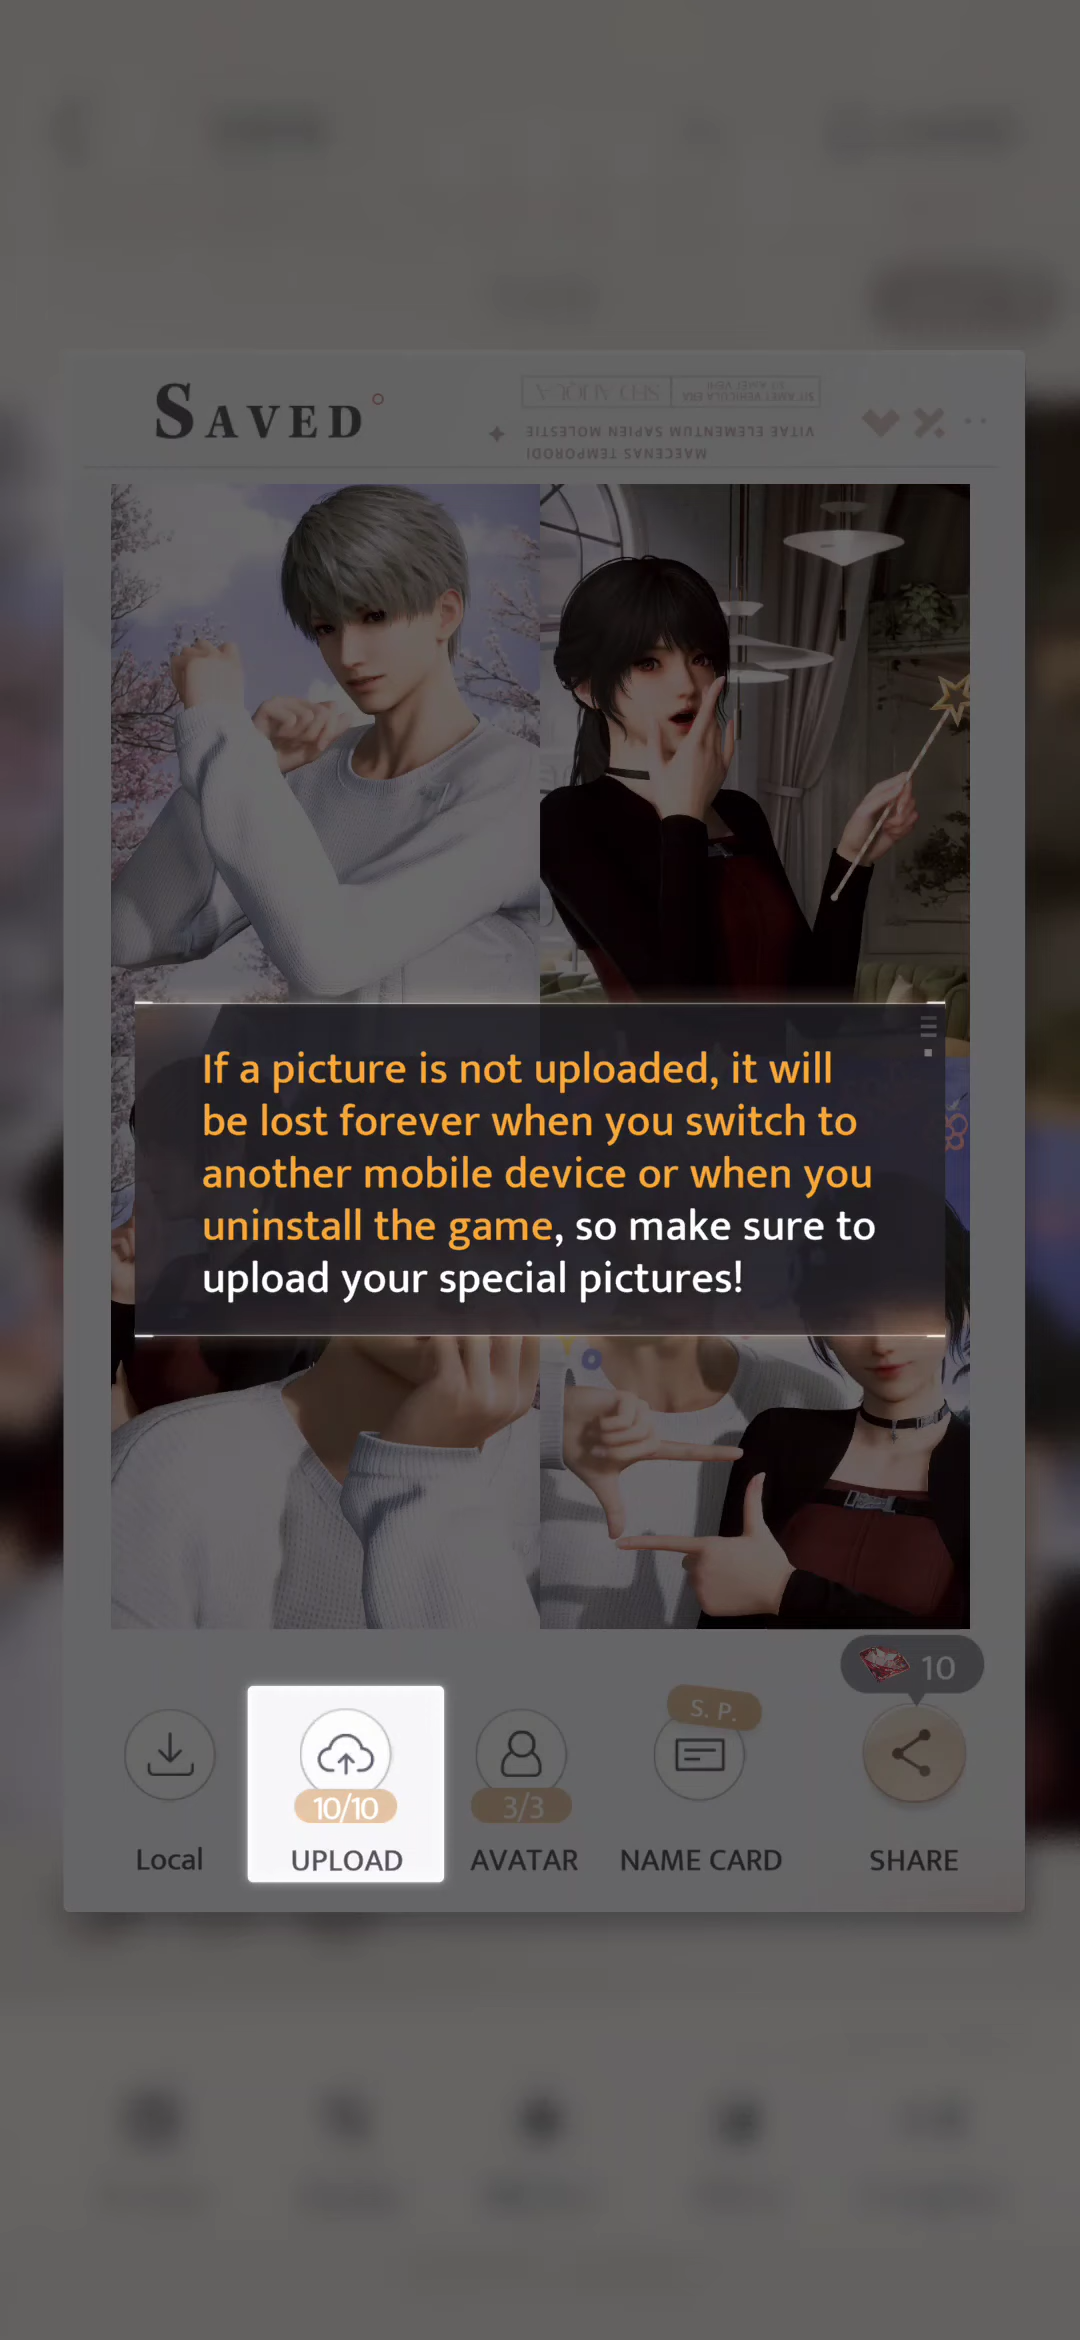 SAVED
If a picture is not uploaded, it will
be lost forever when you switch to
another mobile device or when you
uninstall the game, so make sure to
upload your special pictures!
10
S. P.
10/10
3/3
Local
UPLOAD
AVATAR
NAME CARD
SHARE